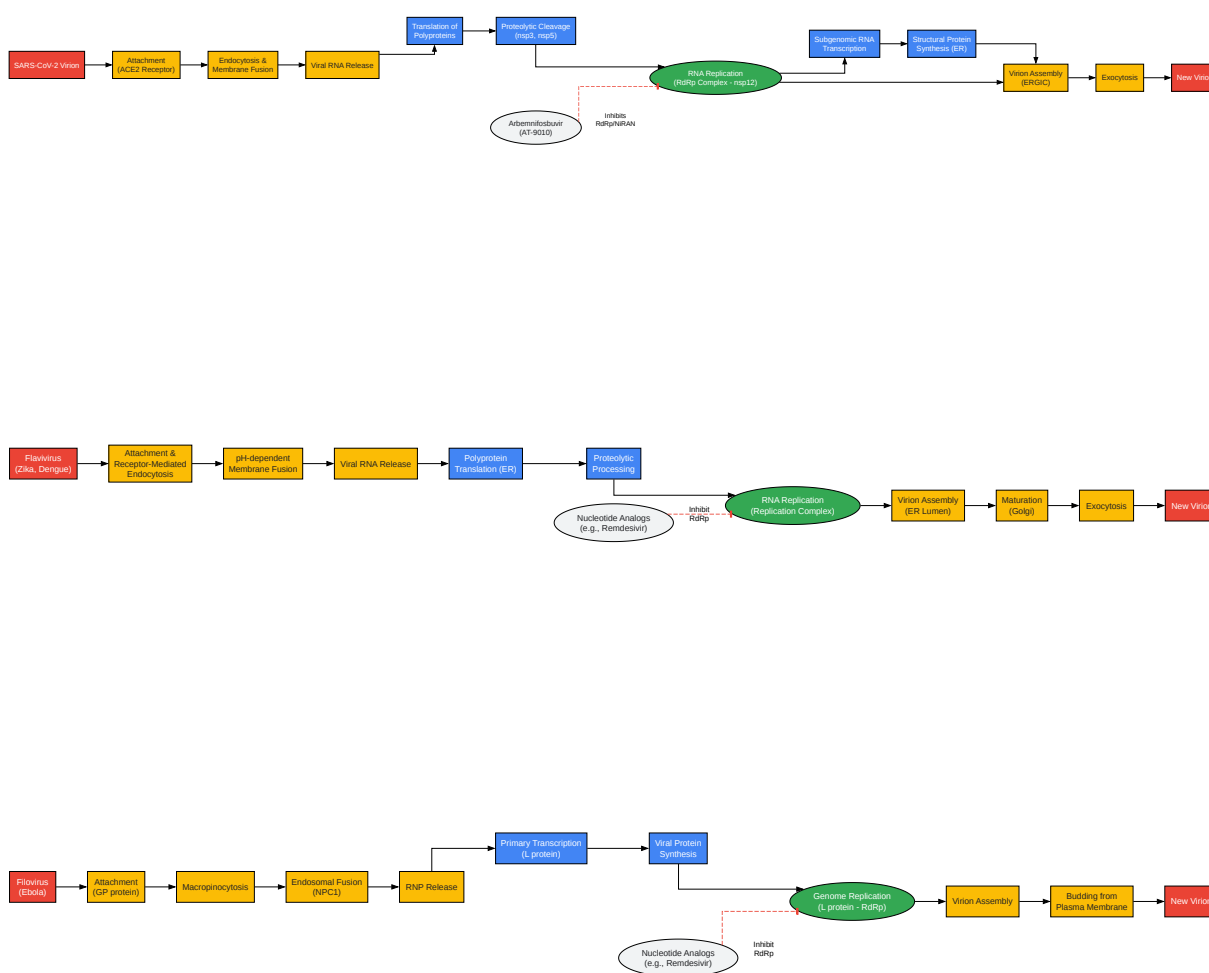 Translation of
Polyproteins
Proteolytic Cleavage
(nsp3, nsp5)
Subgenomic RNA
Transcription
Structural Protein
Synthesis (ER)
SARS-CoV-2 Virion
Attachment
(ACE2 Receptor)
Endocytosis &
Membrane Fusion
Viral RNA Release
RNA Replication
(RdRp Complex - nsp12)
Virion Assembly
(ERGIC)
Exocytosis
New Virio
Arbemnifosbuvir
(AT-9010)
Inhibits
RdRp/NiRAN
Flavivirus
(Zika, Dengue)
Attachment &
Receptor-Mediated
Endocytosis
pH-dependent
Membrane Fusion
Viral RNA Release
Polyprotein
Translation (ER)
Proteolytic
Processing
RNA Replication
(Replication Complex)
Virion Assembly
(ER Lumen)
Maturation
(Golgi)
Exocytosis
New Virio
Nucleotide Analogs
(e.g., Remdesivir)
Inhibit
RdRp
Primary Transcription
(L protein)
Viral Protein
Synthesis
Filovirus
(Ebola)
Attachment
(GP protein)
Macropinocytosis
Endosomal Fusion
(NPC1)
RNP Release
Genome Replication
(L protein - RdRp)
Virion Assembly
Budding from
Plasma Membrane
New Virion
Nucleotide Analogs
(e.g., Remdesivir)
Inhibit
RdRp